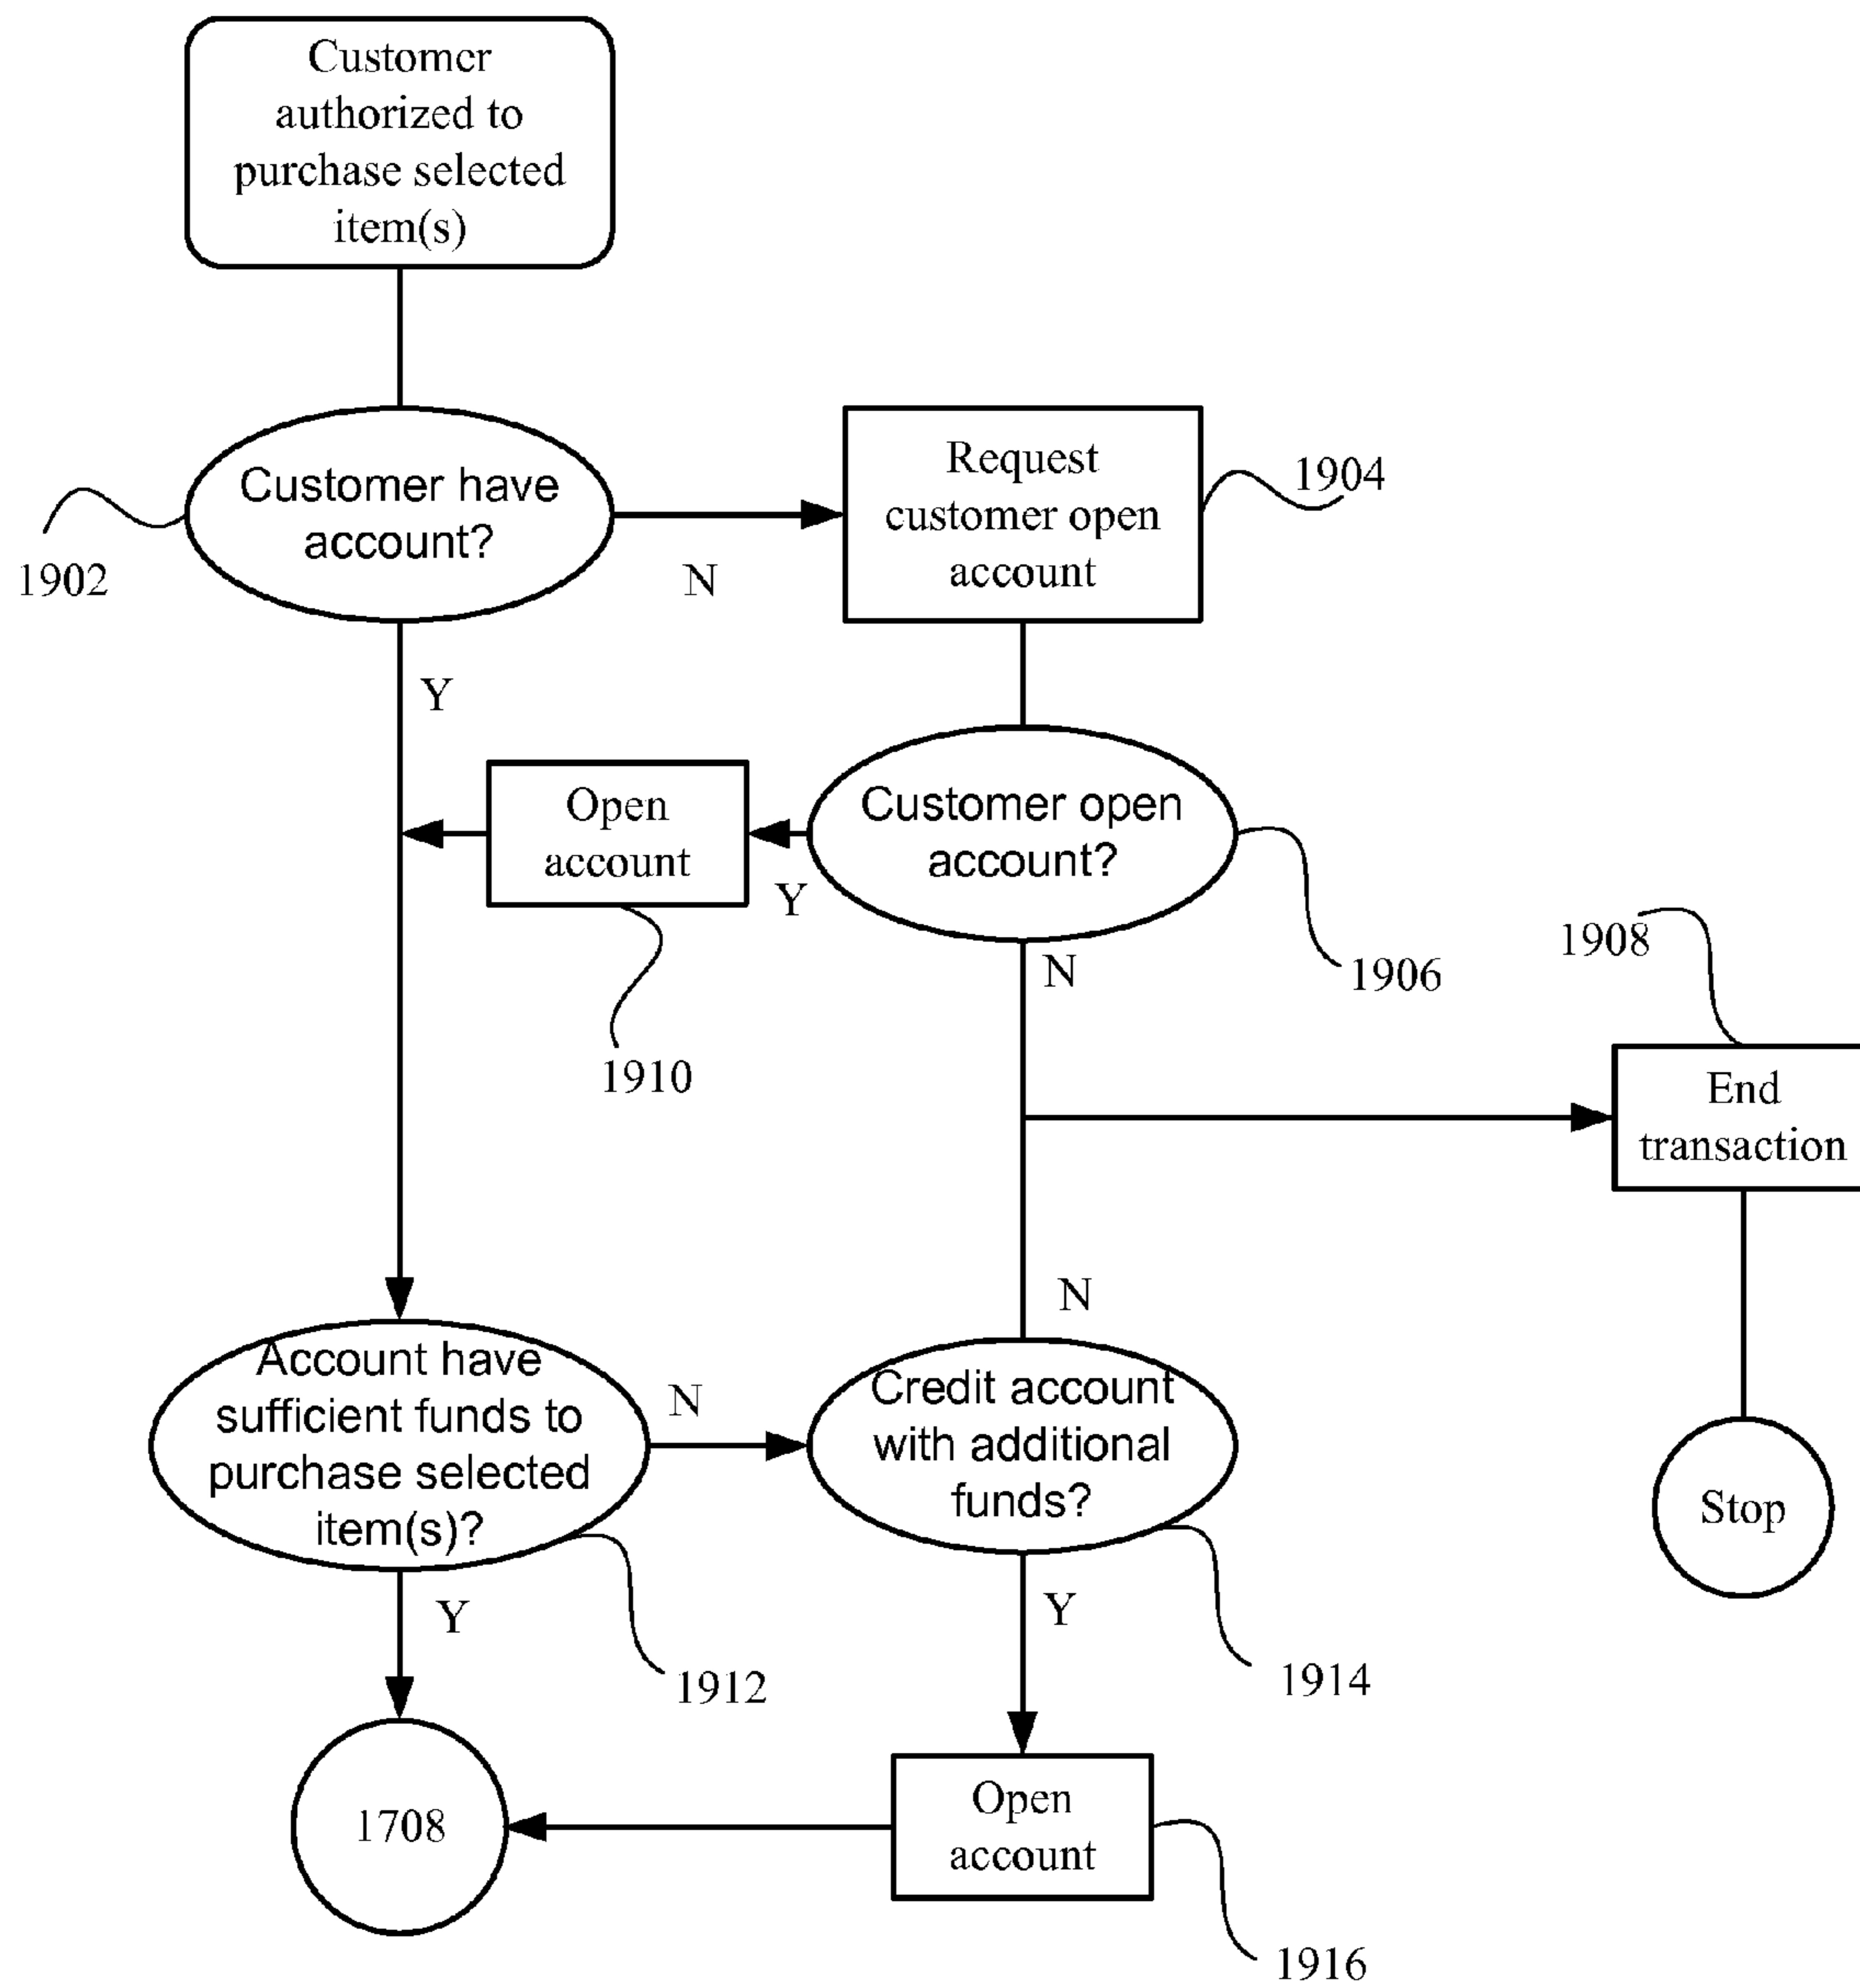 Customer
authorized to
purchase selected
item(s)
Customer have
account?
1902
N
Y
Request
customer open
account
1904
Customer open
account?
1906
Y
N
Open
account
1910
1908
End
transaction
Stop
Account have
sufficient funds to
purchase selected
item(s)?
1912
N
Y
Credit account
with additional
funds?
1914
N
Y
Open
account
1916
1708